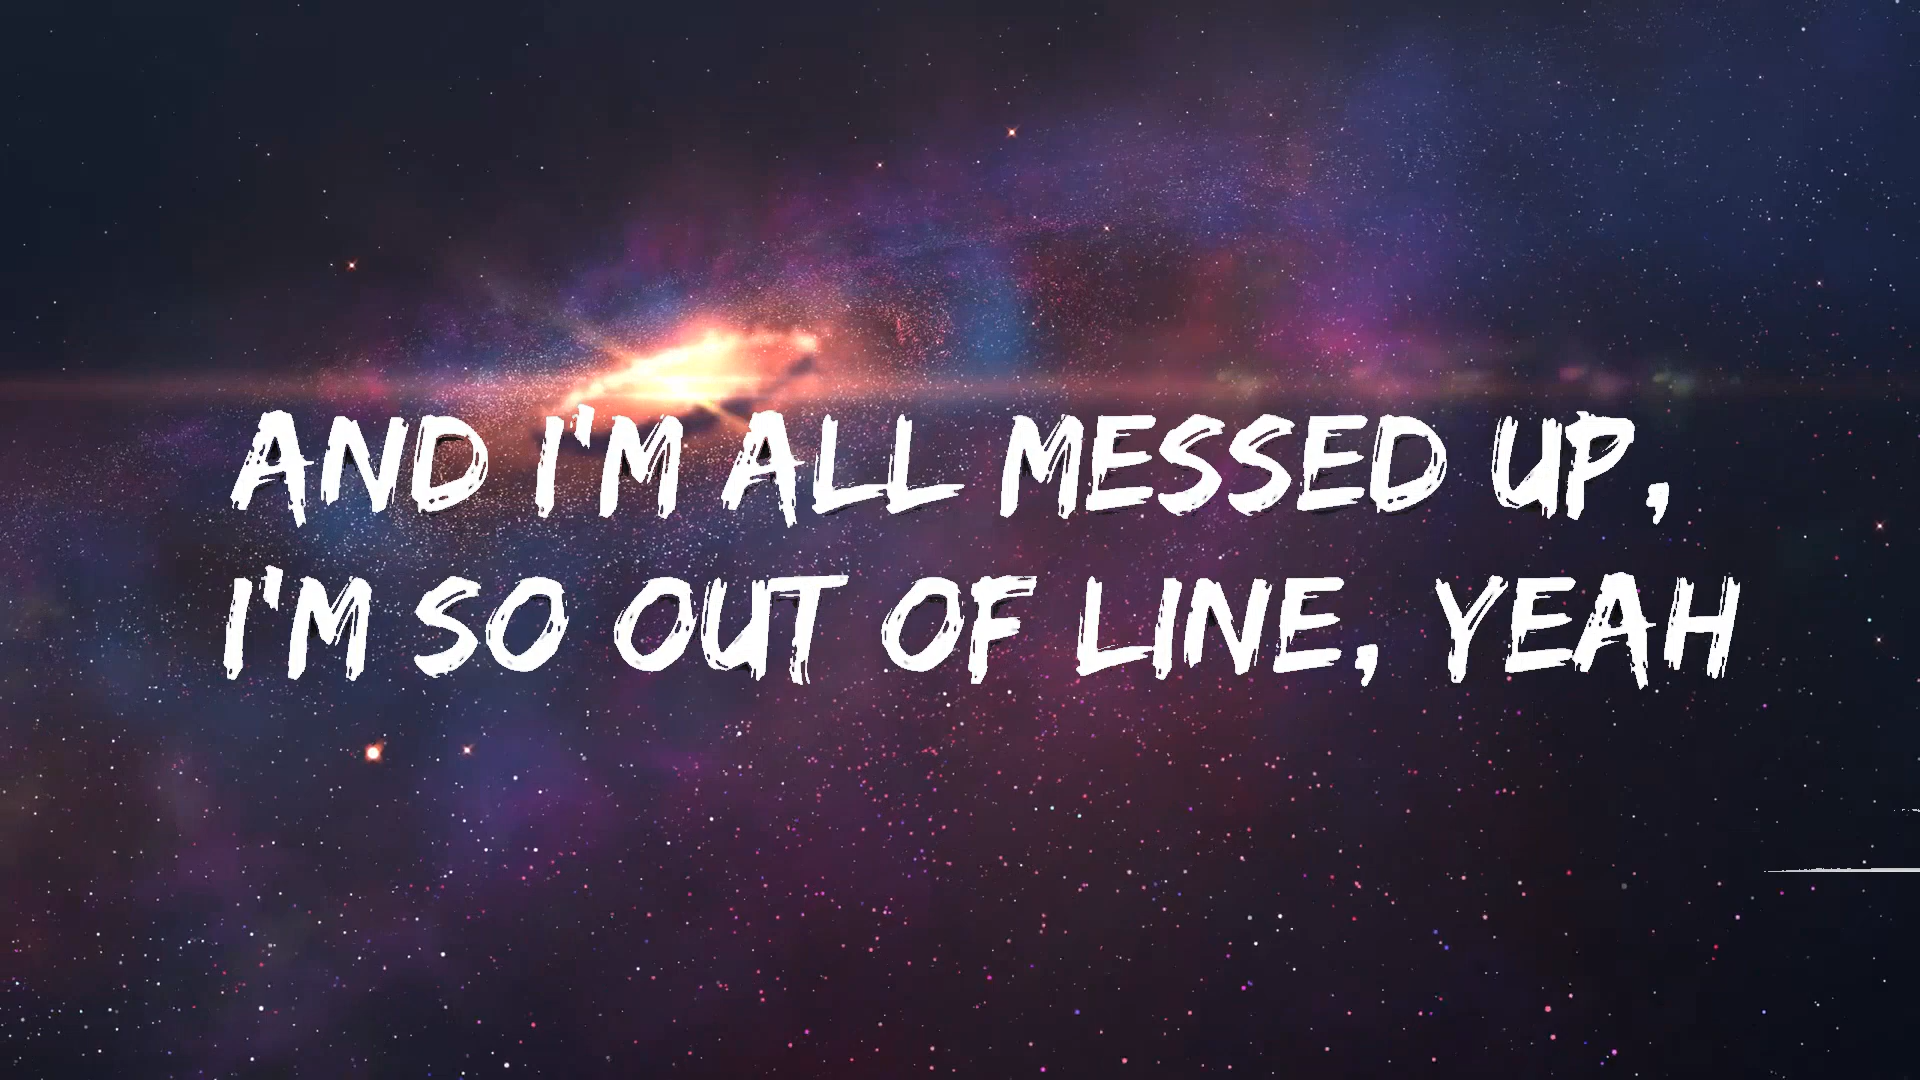 AND I'M ALL MESSED UP,
I'M SO OUT OF LINE, YEAH